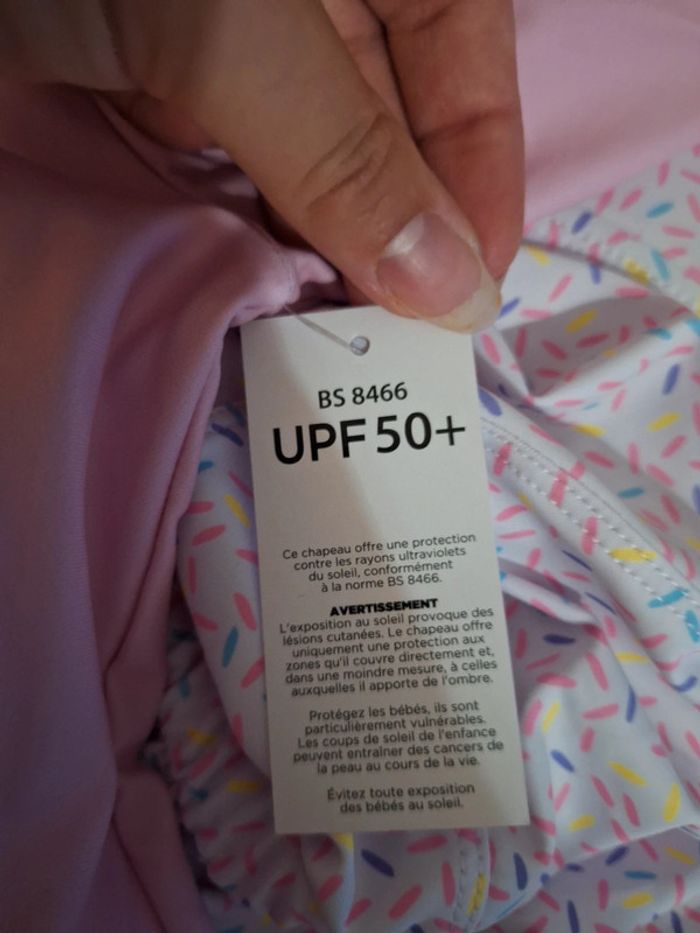 BS 8466
UPF 50+
Ce chapeau offre une protection
contre les rayons ultraviolets
du soleil, conformément
à la norme BS 8466.
AVERTISSEMENT
L'exposition au soleil provoque des
lésions cutanées. Le chapeau offre
uniquement une protection aux
zones qu'il couvre directement et,
dans une moindre mesure, à celles
auxquelles il apporte de l'ombre.
Protégez les bébés, ils sont
particulièrement vulnérables.
Les coups de soleil de l'enfance
peuvent entraîner des cancers de
la peau au cours de la vie.
Évitez toute exposition
des bébés au soleil.